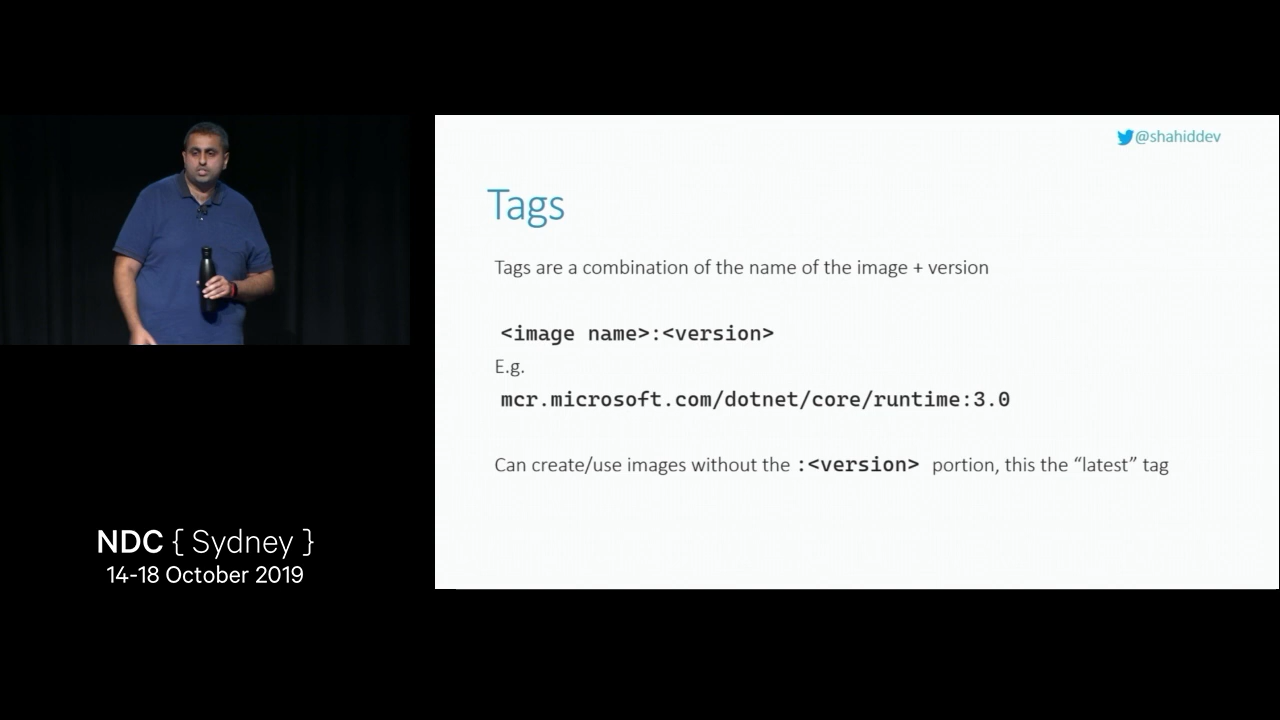 @shahiddev
Tags
Tags are a combination of the name of the image + version
<image name>:<version>
E.g.
mcr.microsoft.com/dotnet/core/runtime:3.0
Can create/use images without the :<version> portion, this the “latest” tag
NDC { Sydney }
14-18 October 2019